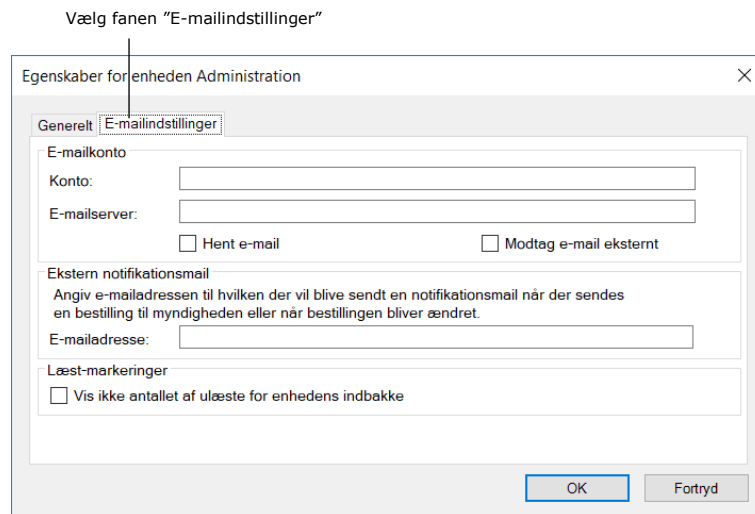 Vælg fanen ”E-mailindstillinger”
Egenskaber for enheden Administration
Generelt E-mailindstillinger
E-mailkonto
Konto:
E-mailserver:
Hent e-mail Modtag e-mail eksternt
Ekstern notifikationsmail
Angiv e-mailadressen til hvilken der vil blive sendt en notifikationsmail når der sendes
en bestilling til myndigheden eller når bestillingen bliver ændret.
E-mailadresse:
Læst-markeringer
Vis ikke antallet af ulæste for enhedens indbakke
OK Fortryd